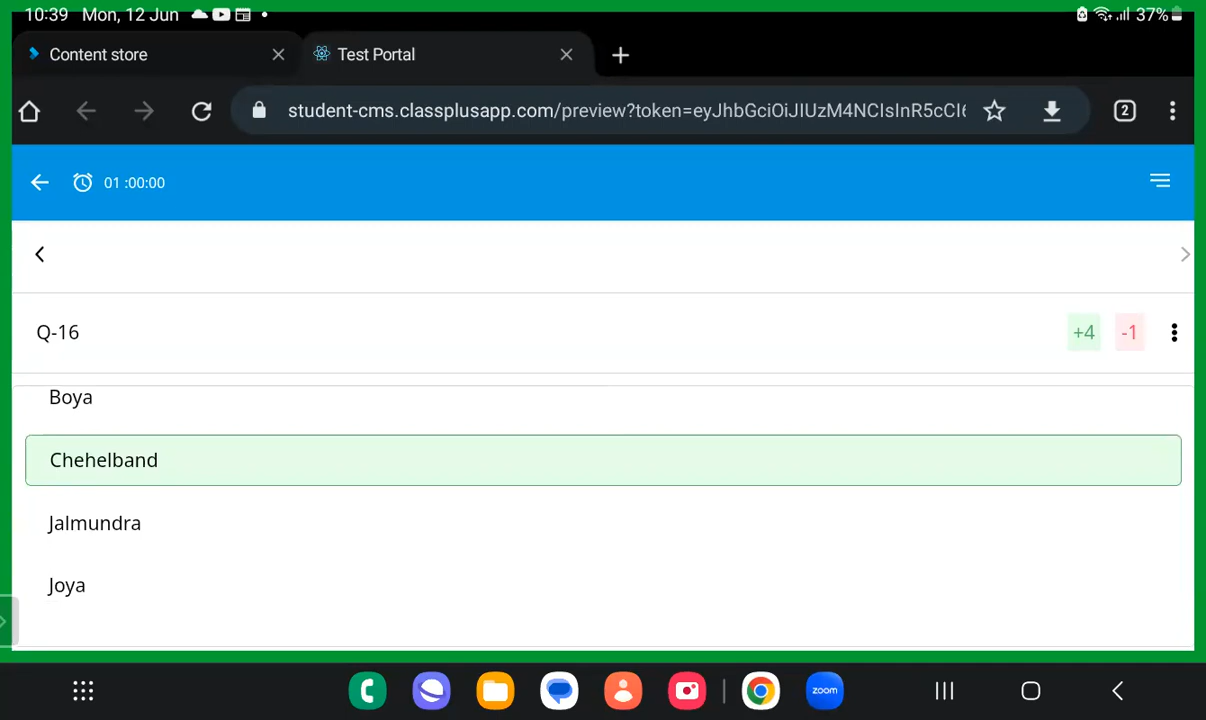 10:39 Mon, 12 Jun 37%
Content store
Test Portal
student-cms.classplusapp.com/preview?token=eyJhbGciOiJIUzM4NCIsInR5cCI6
2
01 :00:00
Q-16
+4 -1
Boya
Chehelband
Jalmundra
Joya
zoom